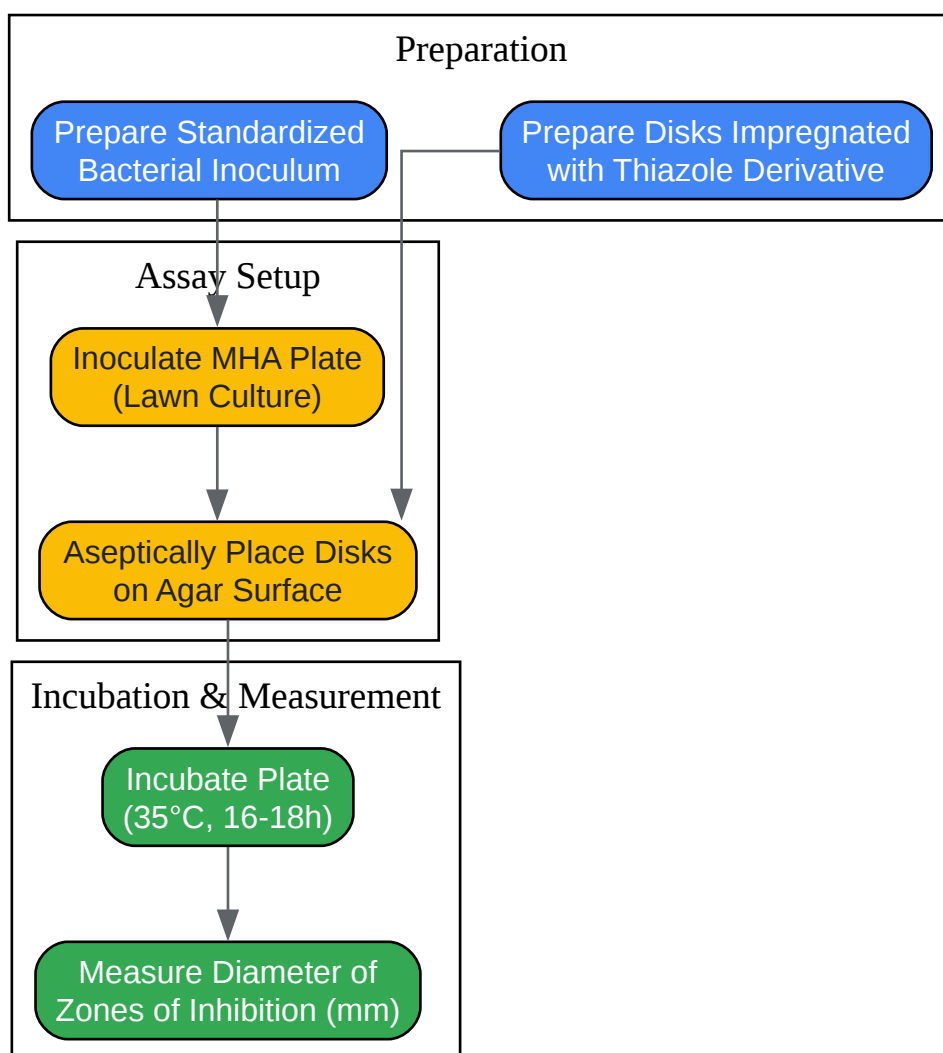 Preparation
Prepare Standardized
Bacterial Inoculum
Prepare Disks Impregnated
with Thiazole Derivative
Assay Setup
Inoculate MHA Plate
(Lawn Culture)
Aseptically Place Disks
on Agar Surface
Incubation & Measurement
Incubate Plate
(35°C, 16-18h)
Measure Diameter of
Zones of Inhibition (mm)